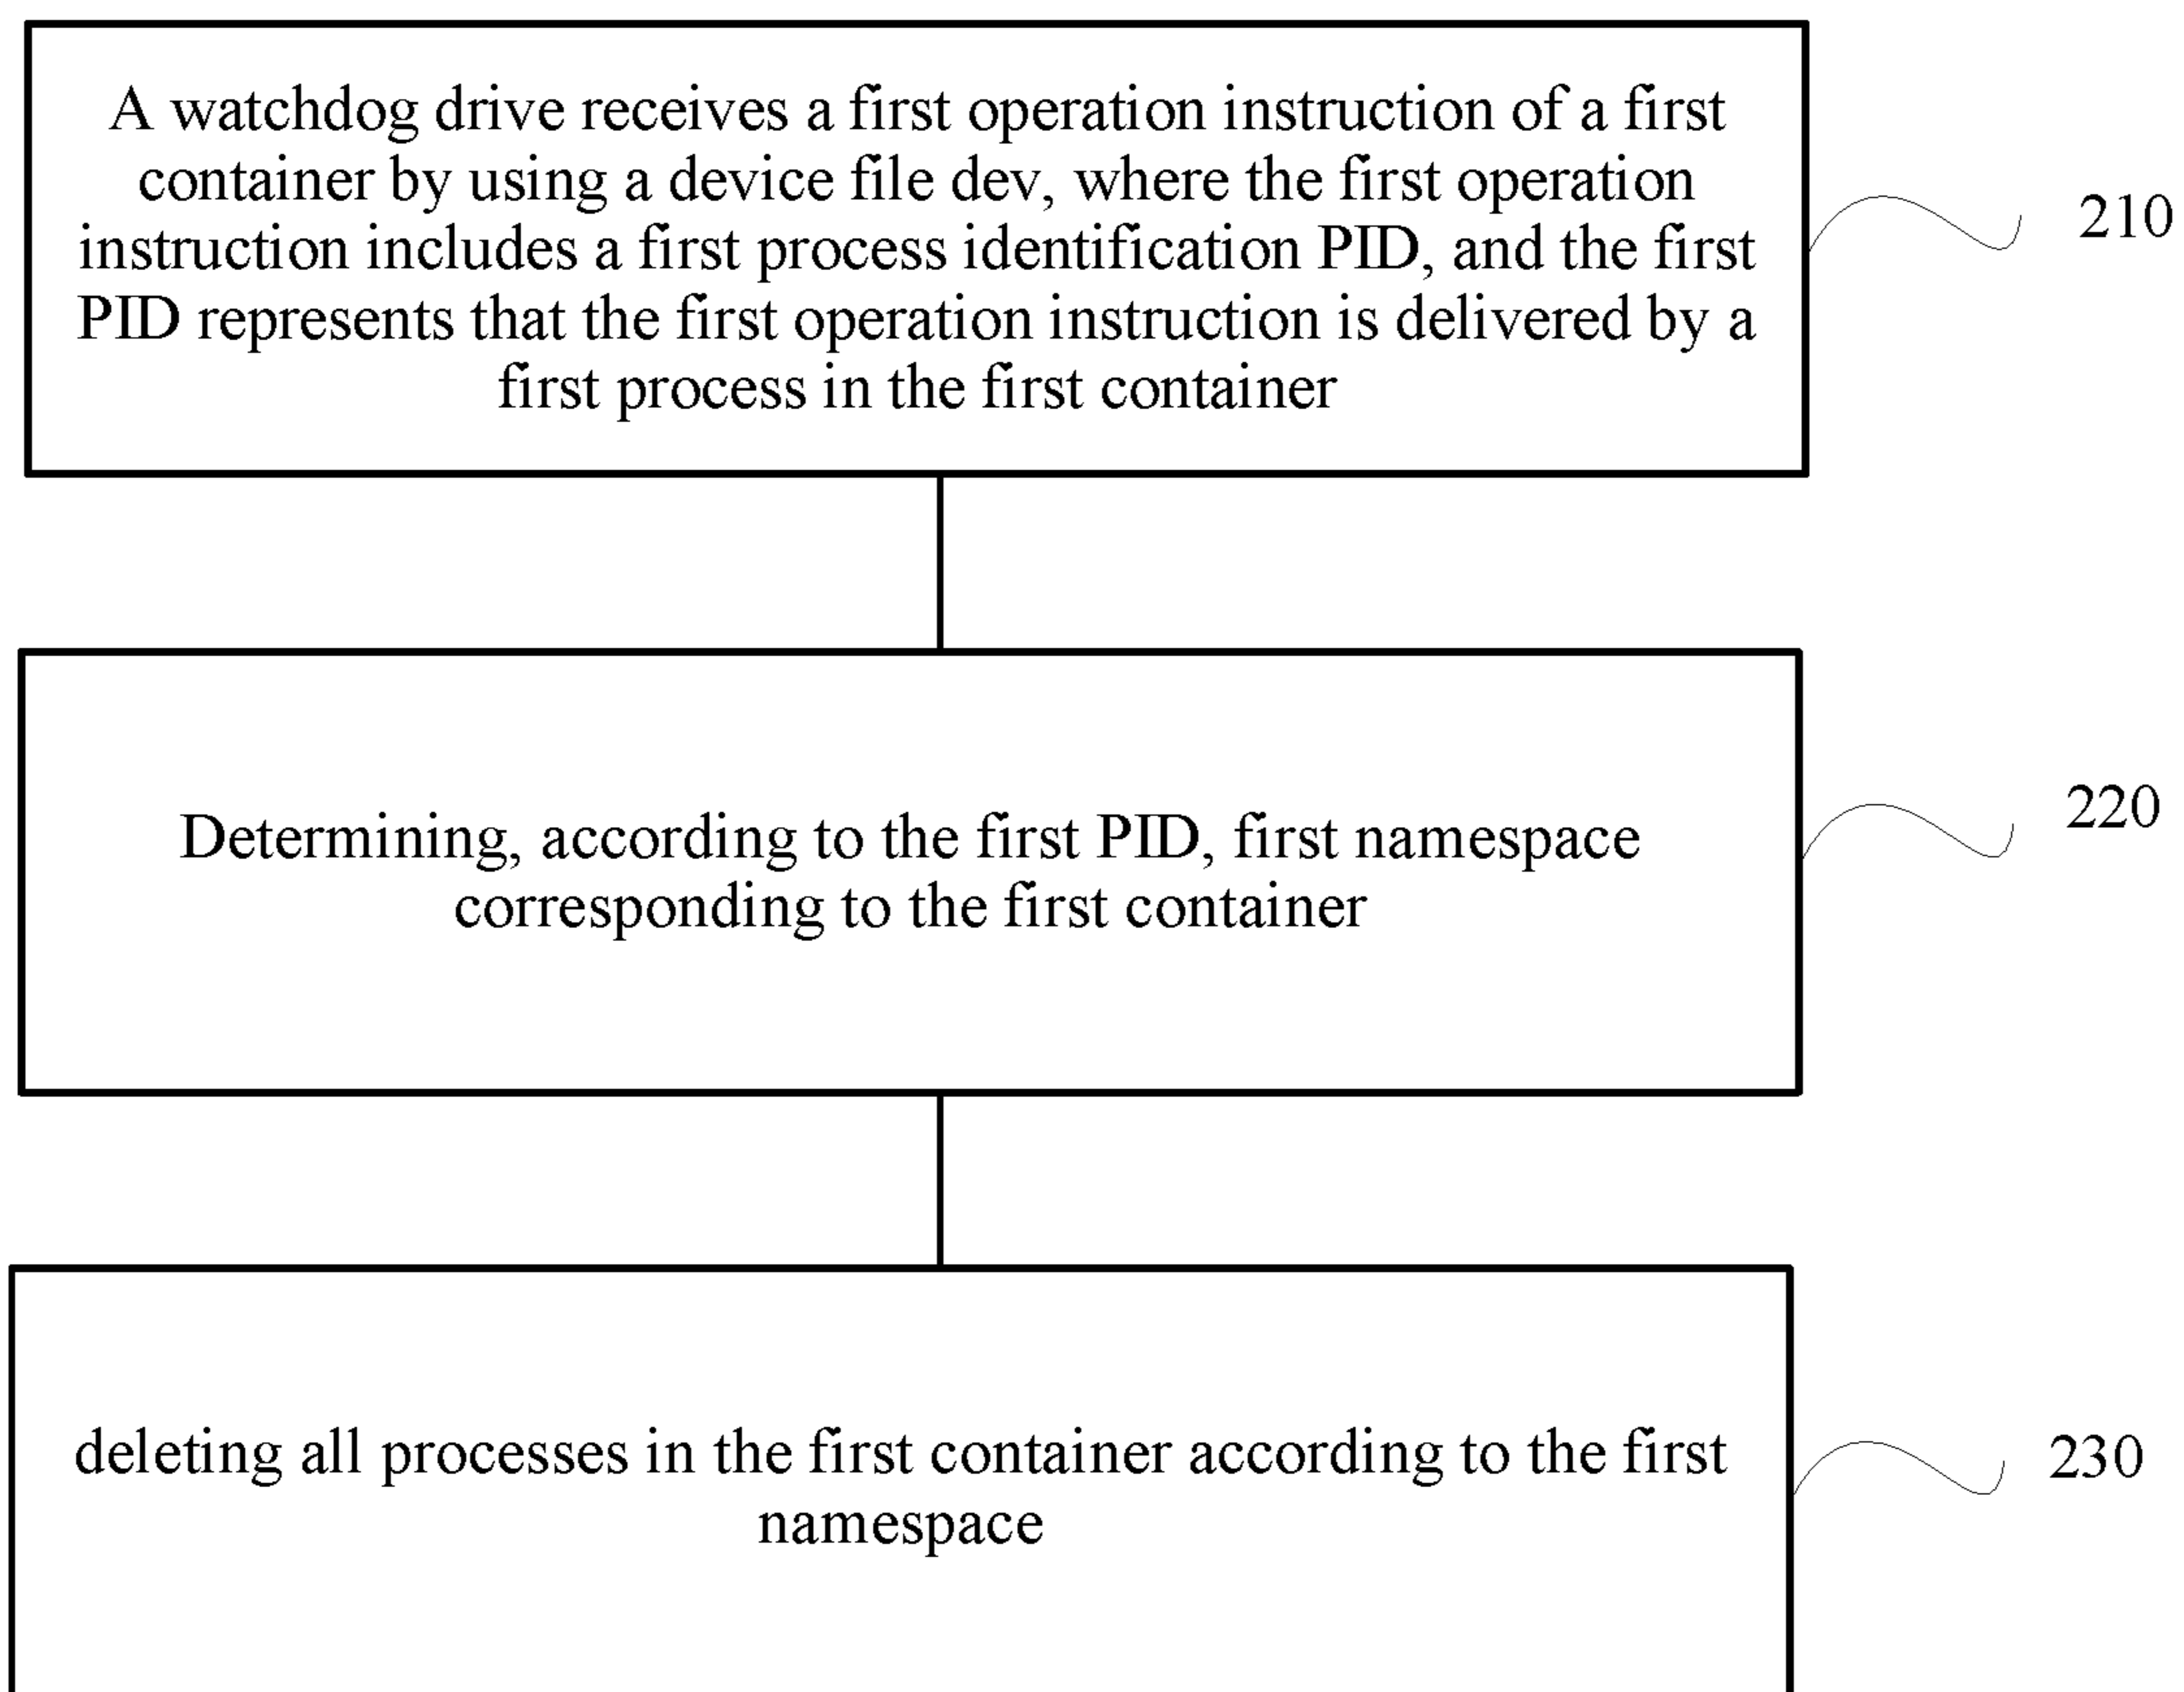 A watchdog drive receives a first operation instruction of a first
container by using a device file dev, where the first operation
instruction includes a first process identification PID, and the first
PID represents that the first operation instruction is delivered by a
first process in the first container
210
Determining, according to the first PID, first namespace
corresponding to the first container
220
deleting all processes in the first container according to the first
namespace
230